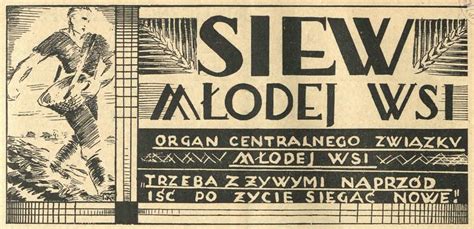 SIEW
MŁODEJ WSI
ORGAN CENTRALNEGO ZWIĄZKU
MŁODEJ WSI
„TRZEBA Z ŻYWYMI NAPRZÓD
IŚĆ PO ŻYCIE SIĘGAĆ NOWE!"